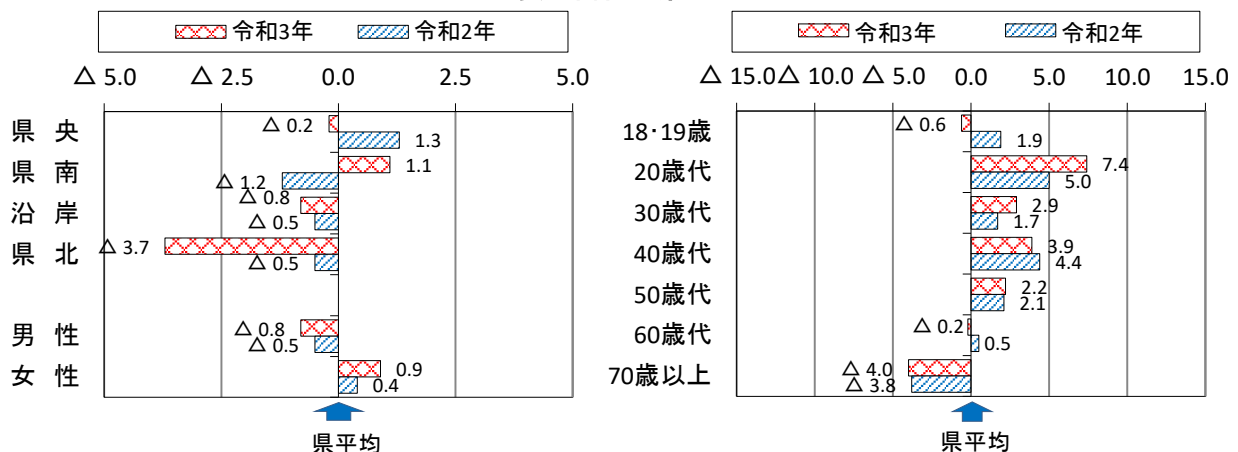 令和3年 令和2年
△ 5.0 △ 2.5 0.0 2.5 5.0
県 央 △ 0.2 1.3
県 南 1.1 △ 1.2
沿 岸 △ 0.8 △ 0.5
県 北 △ 3.7 △ 0.5
男 性 △ 0.8 △ 0.5
女 性 0.9 0.4
県平均
令和3年 令和2年
△ 15.0 △ 10.0 △ 5.0 0.0 5.0 10.0 15.0
18・19歳 △ 0.6 1.9
20歳代 7.4 5.0
30歳代 2.9 1.7
40歳代 3.9 4.4
50歳代 2.2 2.1
60歳代 △ 0.2 0.5
70歳以上 △ 4.0 △ 3.8
県平均